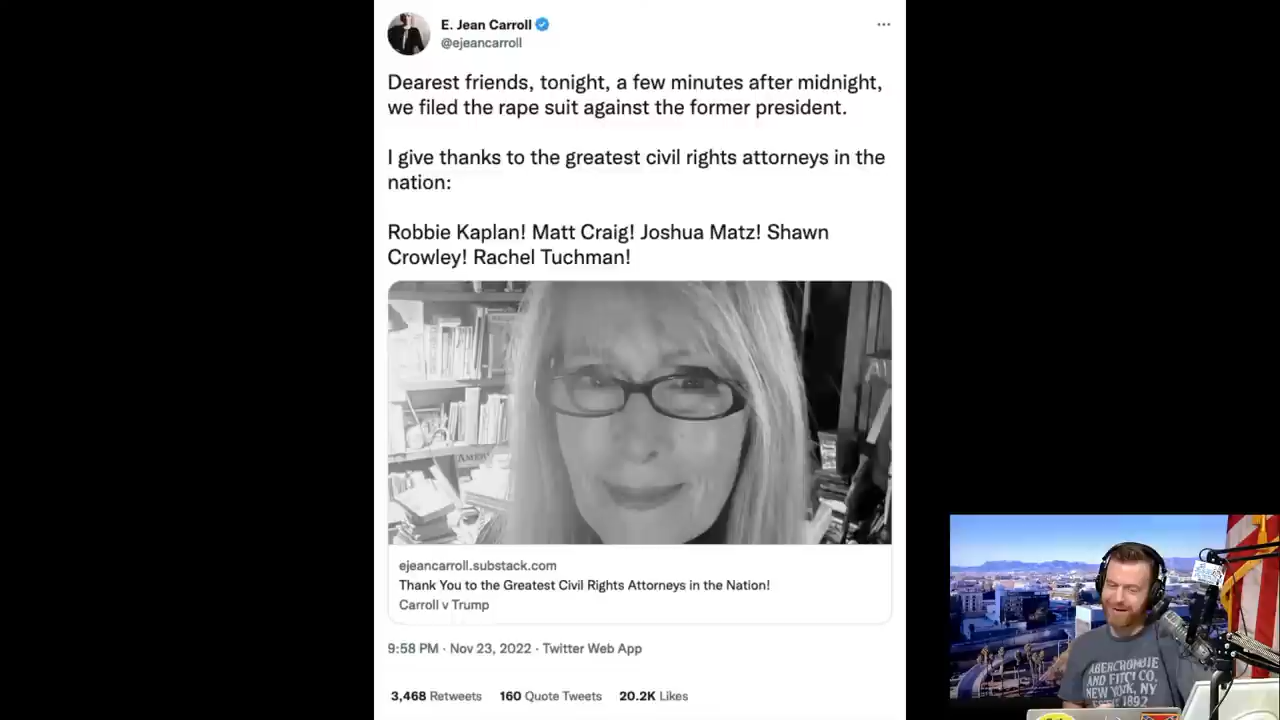 E. Jean Carroll
@ejeancarroll
Dearest friends, tonight, a few minutes after midnight,
we filed the rape suit against the former president.
I give thanks to the greatest civil rights attorneys in the
nation:
Robbie Kaplan! Matt Craig! Joshua Matz! Shawn
Crowley! Rachel Tuchman!
ejeancarroll.substack.com
Thank You to the Greatest Civil Rights Attorneys in the Nation!
Carroll v Trump
9:58 PM · Nov 23, 2022 · Twitter Web App
3,468 Retweets 160 Quote Tweets 20.2K Likes
ABERCROMBIE
AND FITCH CO.
NEW YORK, NY
1892